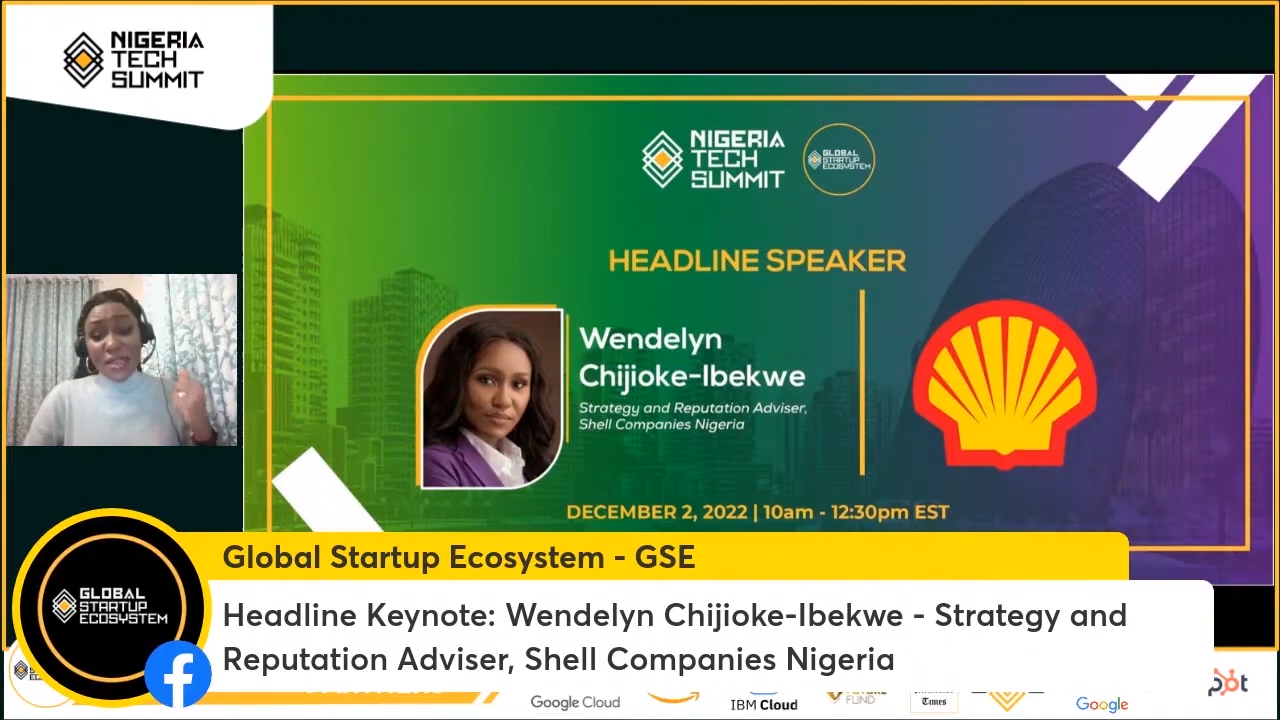 NIGERIA
TECH
SUMMIT
NIGERIA
TECH
SUMMIT
GLOBAL
STARTUP
ECOSYSTEM
HEADLINE SPEAKER
Wendelyn
Chijioke-Ibekwe
Strategy and Reputation Adviser,
Shell Companies Nigeria
DECEMBER 2, 2022 | 10am - 12:30pm EST
Global Startup Ecosystem - GSE
GLOBAL
STARTUP
ECOSYSTEM
Headline Keynote: Wendelyn Chijioke-Ibekwe - Strategy and
Reputation Adviser, Shell Companies Nigeria
Google Cloud
IBM Cloud
FUND
Times
Google